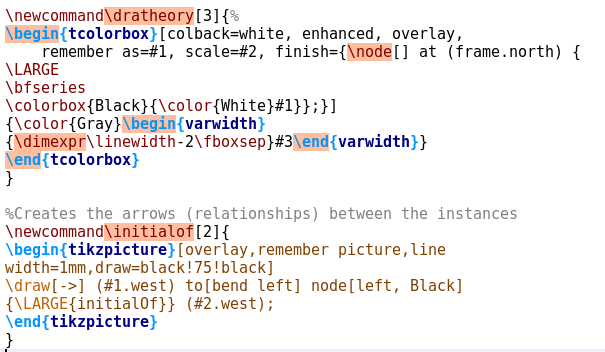 \newcommand\dratheory[3]{%
\begin{tcolorbox}[colback=white, enhanced, overlay,
    remember as=#1, scale=#2, finish={\node[] at (frame.north) {
\LARGE
\bfseries
\colorbox{Black}{\color{White}#1}};}]
{\color{Gray}\begin{varwidth}
{\dimexpr\linewidth-2\fboxsep}#3\end{varwidth}}
\end{tcolorbox}
}

%Creates the arrows (relationships) between the instances
\newcommand\initialof[2]{
\begin{tikzpicture}[overlay,remember picture,line
width=1mm,draw=black!75!black]
\draw[->] (#1.west) to[bend left] node[left, Black]
{\LARGE{initialOf}} (#2.west);
\end{tikzpicture}
}